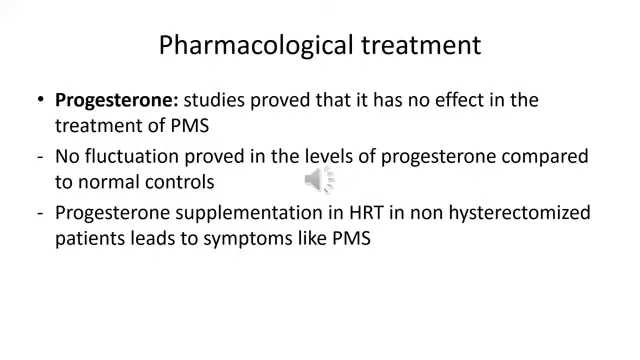 Pharmacological treatment
• Progesterone: studies proved that it has no effect in the
treatment of PMS
- No fluctuation proved in the levels of progesterone compared
to normal controls
- Progesterone supplementation in HRT in non hysterectomized
patients leads to symptoms like PMS